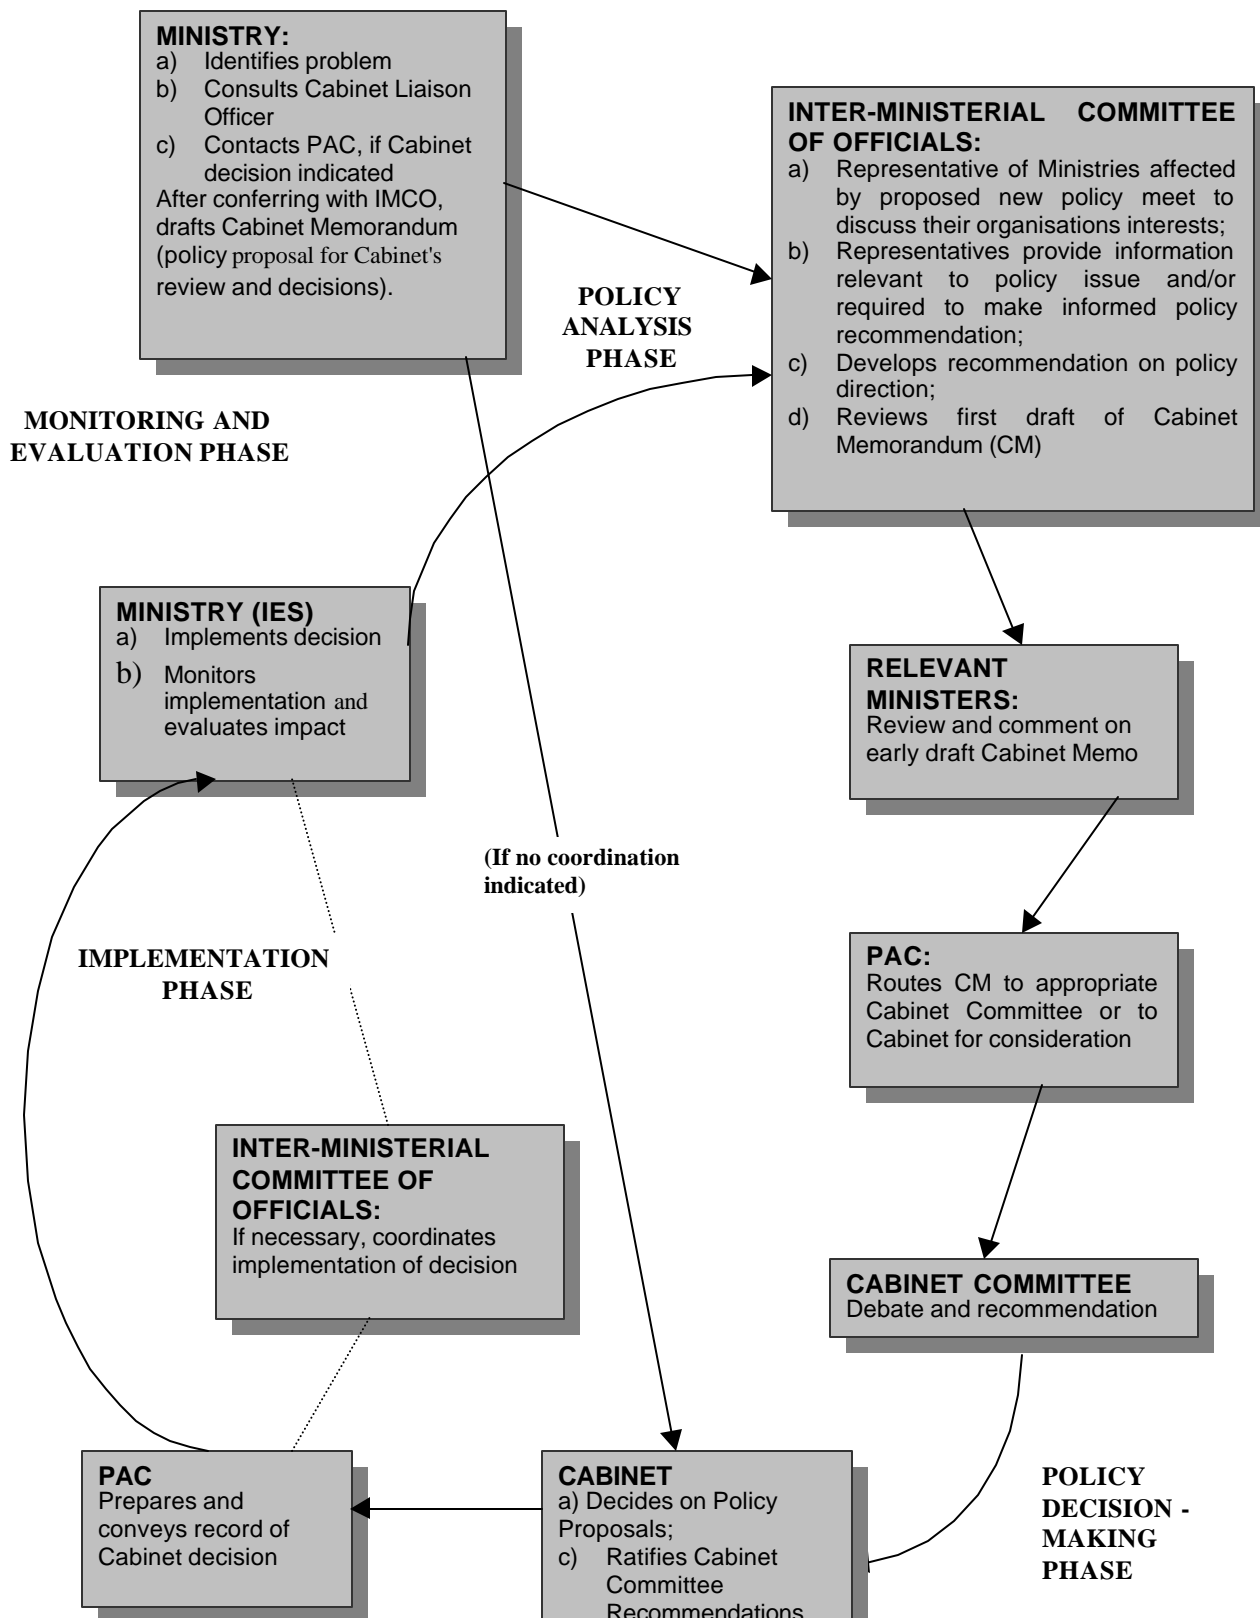 MINISTRY:
a) Identifies problem
b) Consults Cabinet Liaison
Officer
c) Contacts PAC, if Cabinet
decision indicated
After conferring with IMCO,
drafts Cabinet Memorandum
(policy proposal for Cabinet's
review and decisions).
INTER-MINISTERIAL COMMITTEE
OF OFFICIALS:
a) Representative of Ministries affected
by proposed new policy meet to
discuss their organisations interests;
b) Representatives provide information
relevant to policy issue and/or
required to make informed policy
recommendation;
c) Develops recommendation on policy
direction;
d) Reviews first draft of Cabinet
Memorandum (CM)
POLICY
ANALYSIS
PHASE
MONITORING AND
EVALUATION PHASE
MINISTRY (IES)
a) Implements decision
b) Monitors
implementation and
evaluates impact
RELEVANT
MINISTERS:
Review and comment on
early draft Cabinet Memo
(If no coordination
indicated)
PAC:
Routes CM to appropriate
Cabinet Committee or to
Cabinet for consideration
IMPLEMENTATION
PHASE
INTER-MINISTERIAL
COMMITTEE OF
OFFICIALS:
If necessary, coordinates
implementation of decision
CABINET COMMITTEE
Debate and recommendation
PAC
Prepares and
conveys record of
Cabinet decision
CABINET
a) Decides on Policy
Proposals;
c) Ratifies Cabinet
Committee
Recommendations
POLICY
DECISION -
MAKING
PHASE